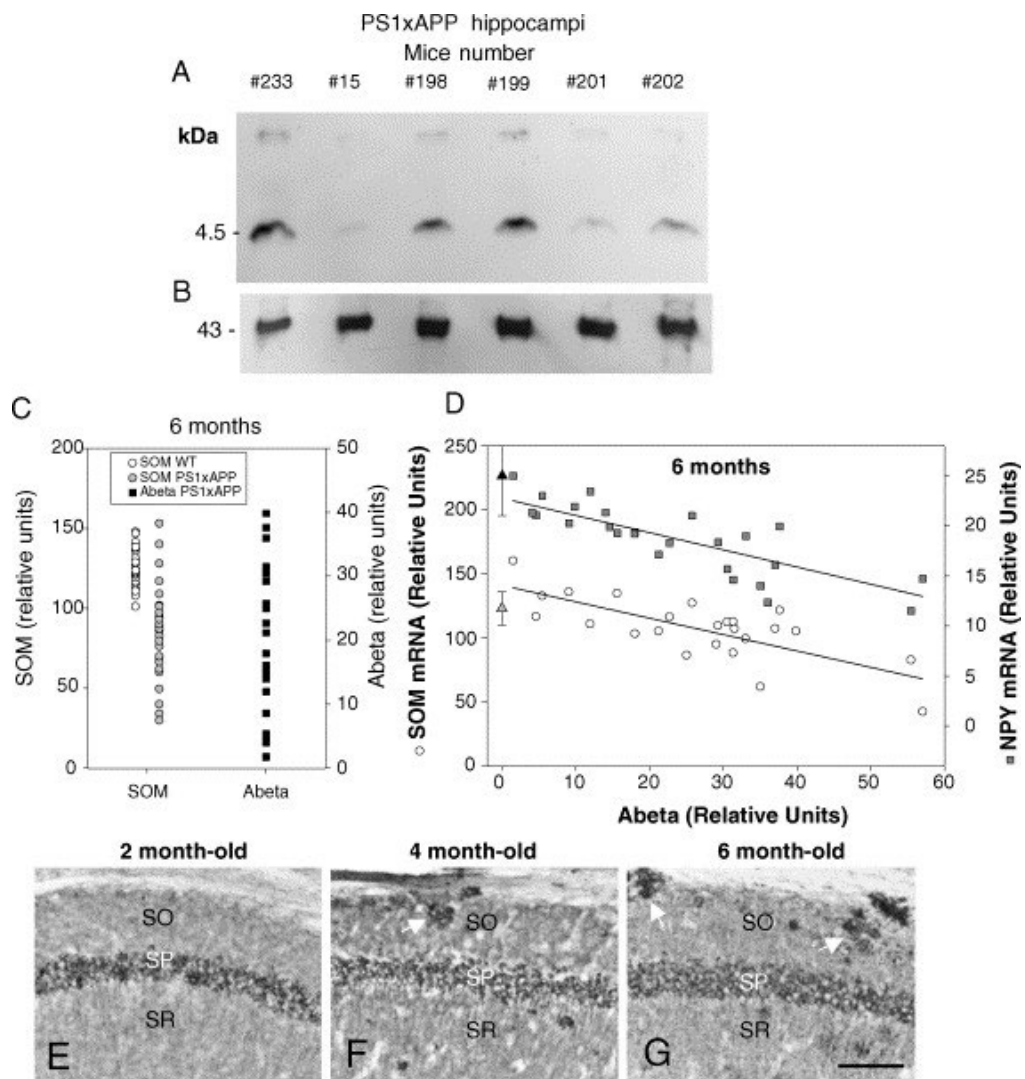 PS1xAPP hippocampi
Mice number
A
#233 #15 #198 #199 #201 #202
kDa
4.5 -
B
43 -
C
6 months
SOM (relative units)
200
150
100
50
0
SOM WT
SOM PS1xAPP
Abeta PS1xAPP
50
40
30
20
10
0
Abeta (relative units)
SOM Abeta
D
6 months
SOM mRNA (Relative Units)
250
200
150
100
50
0
25
20
15
10
5
0
NPY mRNA (Relative Units)
0 10 20 30 40 50 60
Abeta (Relative Units)
2 month-old 4 month-old 6 month-old
SO SO SO
SP SP SP
SR SR SR
E F G